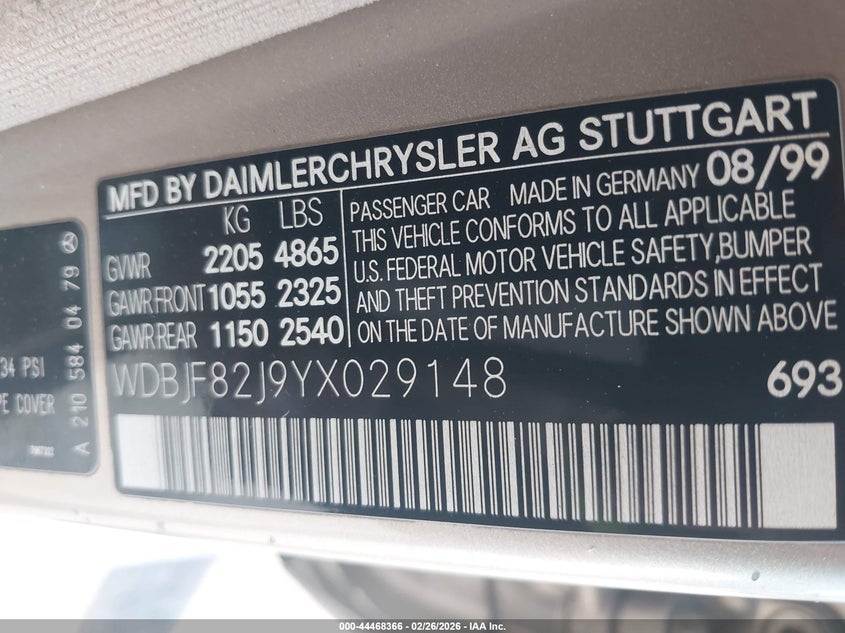 MFD BY DAIMLERCHRYSLER AG STUTTGART
KG LBS
GVWR 2205 4865
GAWR FRONT 1055 2325
GAWR REAR 1150 2540
PASSENGER CAR MADE IN GERMANY 08/99
THIS VEHICLE CONFORMS TO ALL APPLICABLE
U.S. FEDERAL MOTOR VEHICLE SAFETY, BUMPER
AND THEFT PREVENTION STANDARDS IN EFFECT
ON THE DATE OF MANUFACTURE SHOWN ABOVE
WDBJF82J9YX029148
693
34 PSI
COVER
A 210 584 04 79
000-44468366 - 02/26/2026 - IAA Inc.